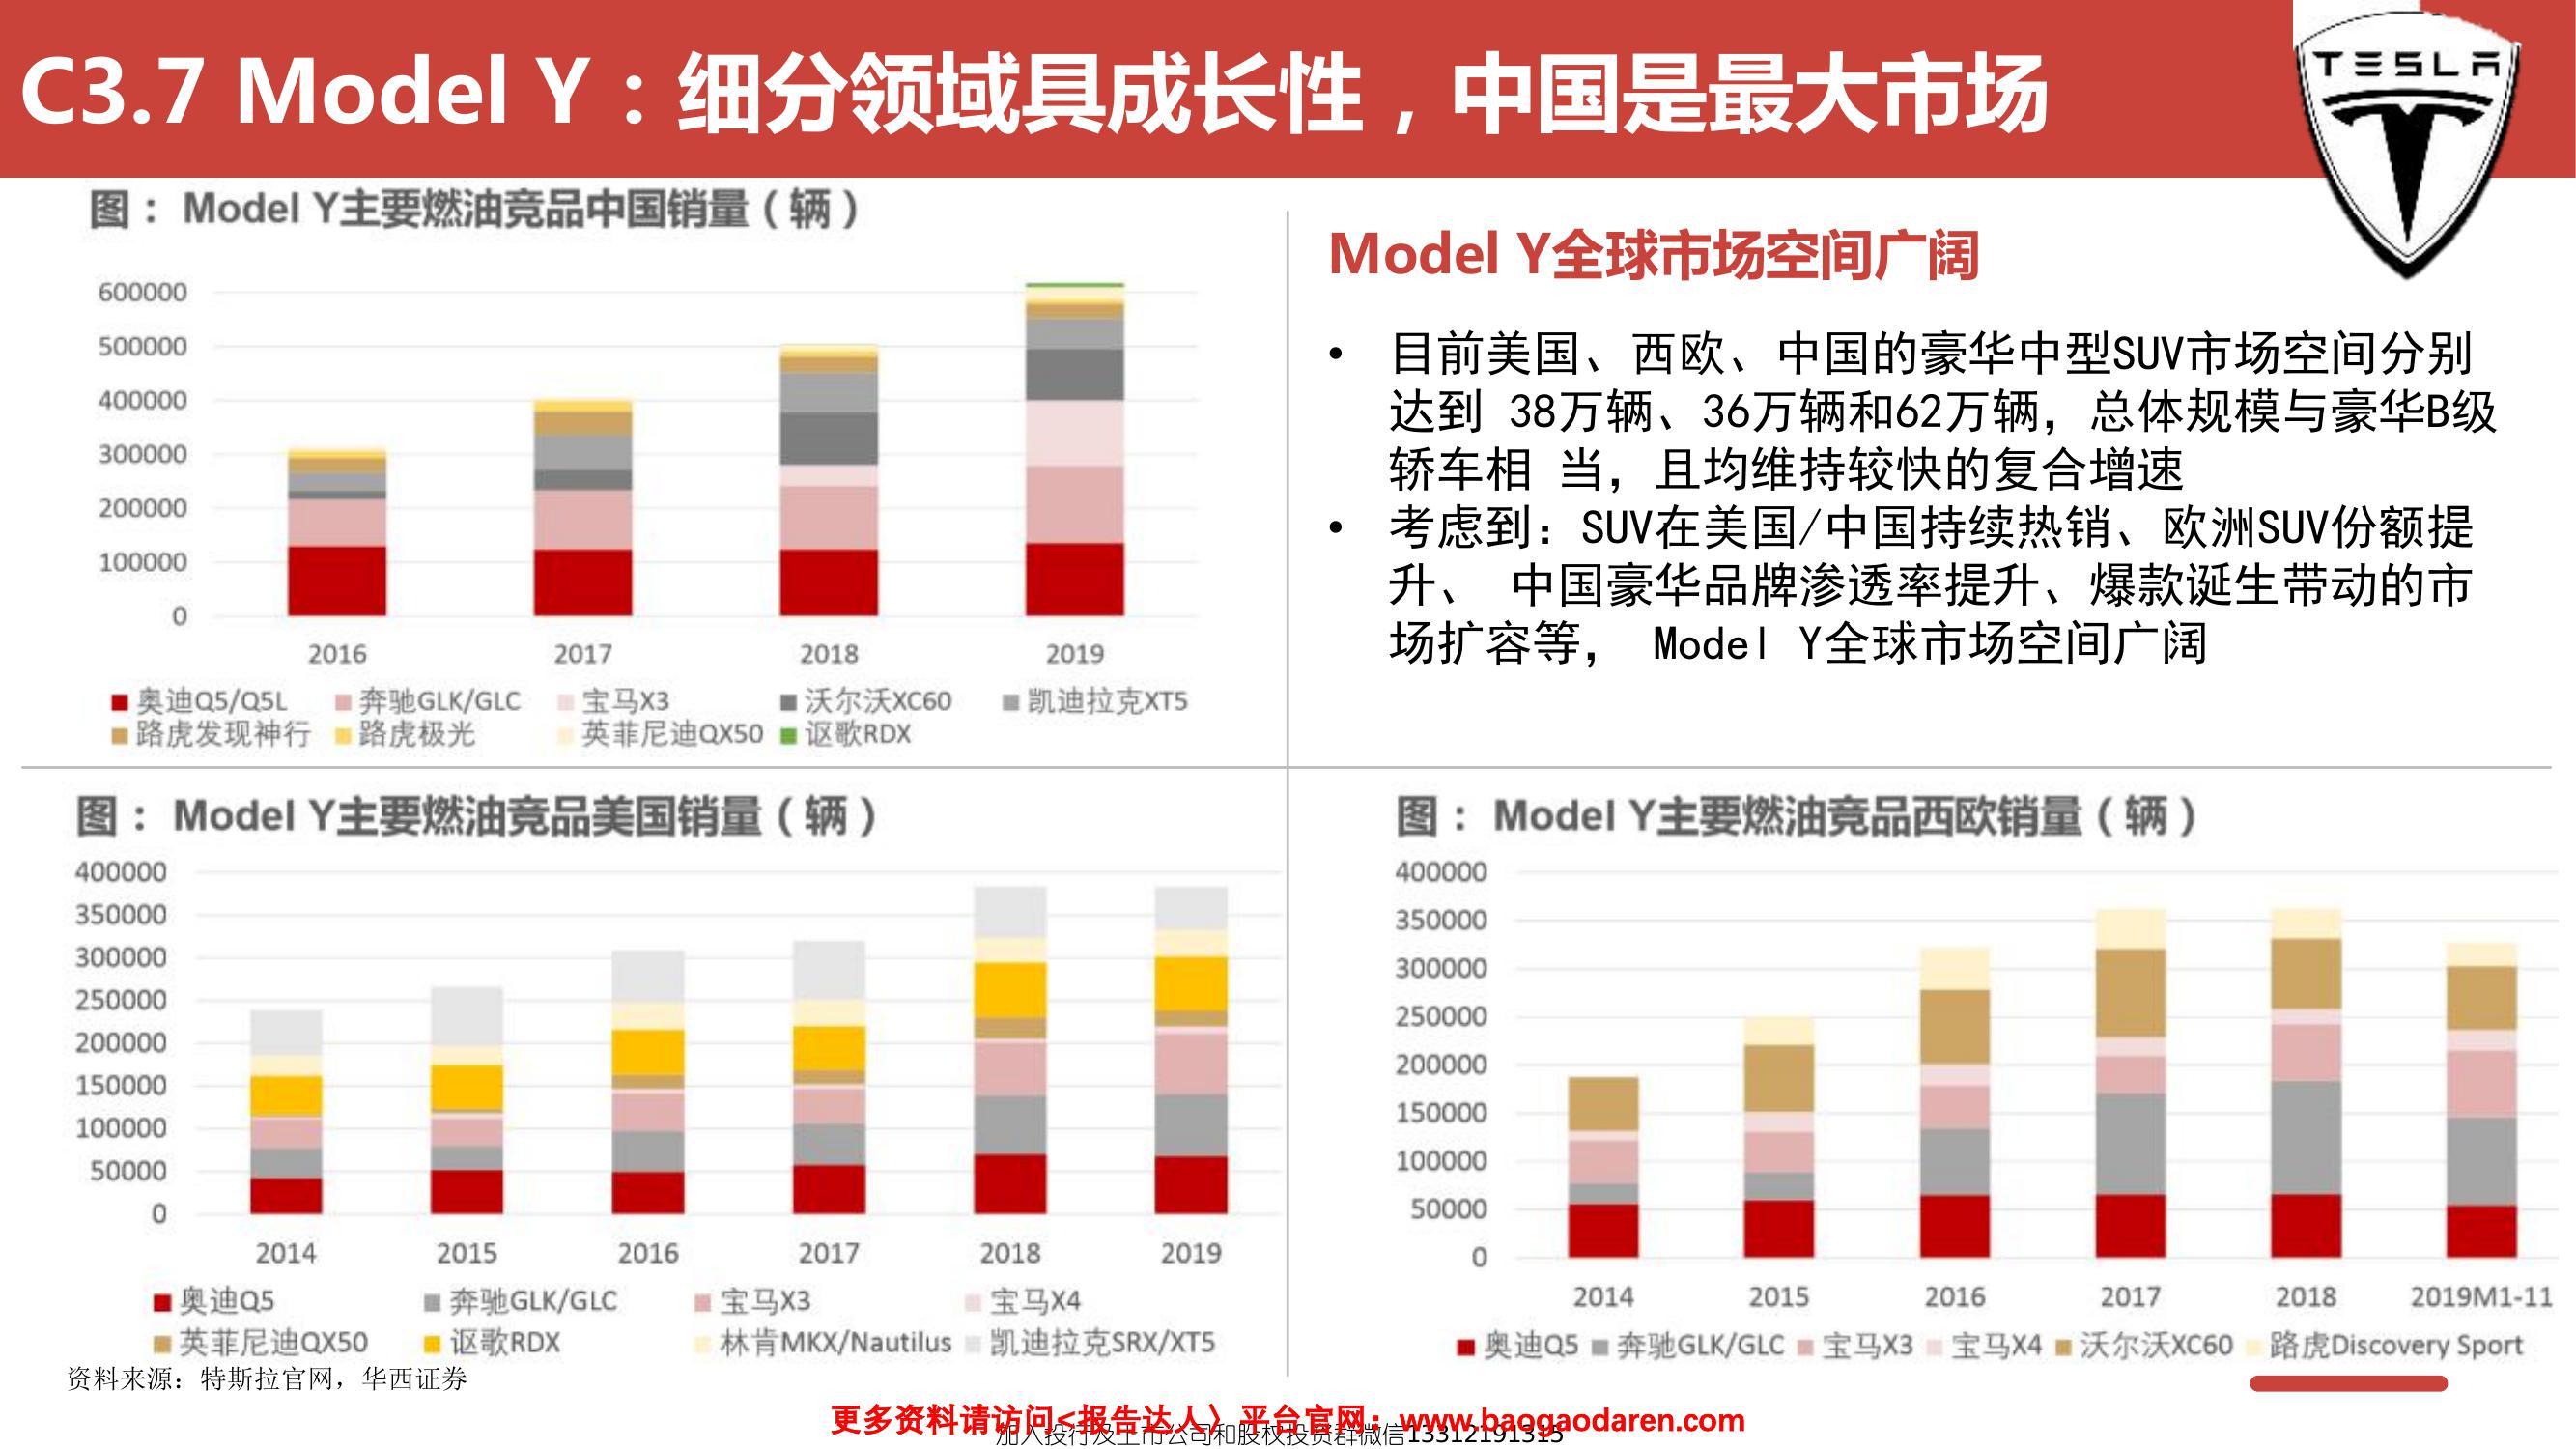 C3.7 Model Y：细分领域具成长性，中国是最大市场
TESLA
图： Model Y主要燃油竞品中国销量（辆）
600000
500000
400000
300000
200000
100000
0
2016 2017 2018 2019
奥迪Q5/Q5L 奔驰GLK/GLC 宝马X3 沃尔沃XC60 凯迪拉克XT5
路虎发现神行 路虎极光 英菲尼迪QX50 讴歌RDX
Model Y全球市场空间广阔
• 目前美国、西欧、中国的豪华中型SUV市场空间分别
达到 38万辆、36万辆和62万辆，总体规模与豪华B级
轿车相 当，且均维持较快的复合增速
• 考虑到：SUV在美国/中国持续热销、欧洲SUV份额提
升、 中国豪华品牌渗透率提升、爆款诞生带动的市
场扩容等， Model Y全球市场空间广阔
图： Model Y主要燃油竞品美国销量（辆）
400000
350000
300000
250000
200000
150000
100000
50000
0
2014 2015 2016 2017 2018 2019
奥迪Q5 奔驰GLK/GLC 宝马X3 宝马X4
英菲尼迪QX50 讴歌RDX 林肯MKX/Nautilus 凯迪拉克SRX/XT5
图： Model Y主要燃油竞品西欧销量（辆）
400000
350000
300000
250000
200000
150000
100000
50000
0
2014 2015 2016 2017 2018 2019M1-11
奥迪Q5 奔驰GLK/GLC 宝马X3 宝马X4 沃尔沃XC60 路虎Discovery Sport
资料来源：特斯拉官网，华西证券
更多资料请访问<报告达人〉平台官网：www.baogaodaren.com
加入投行及上市公司和股权投资群微信13312191315